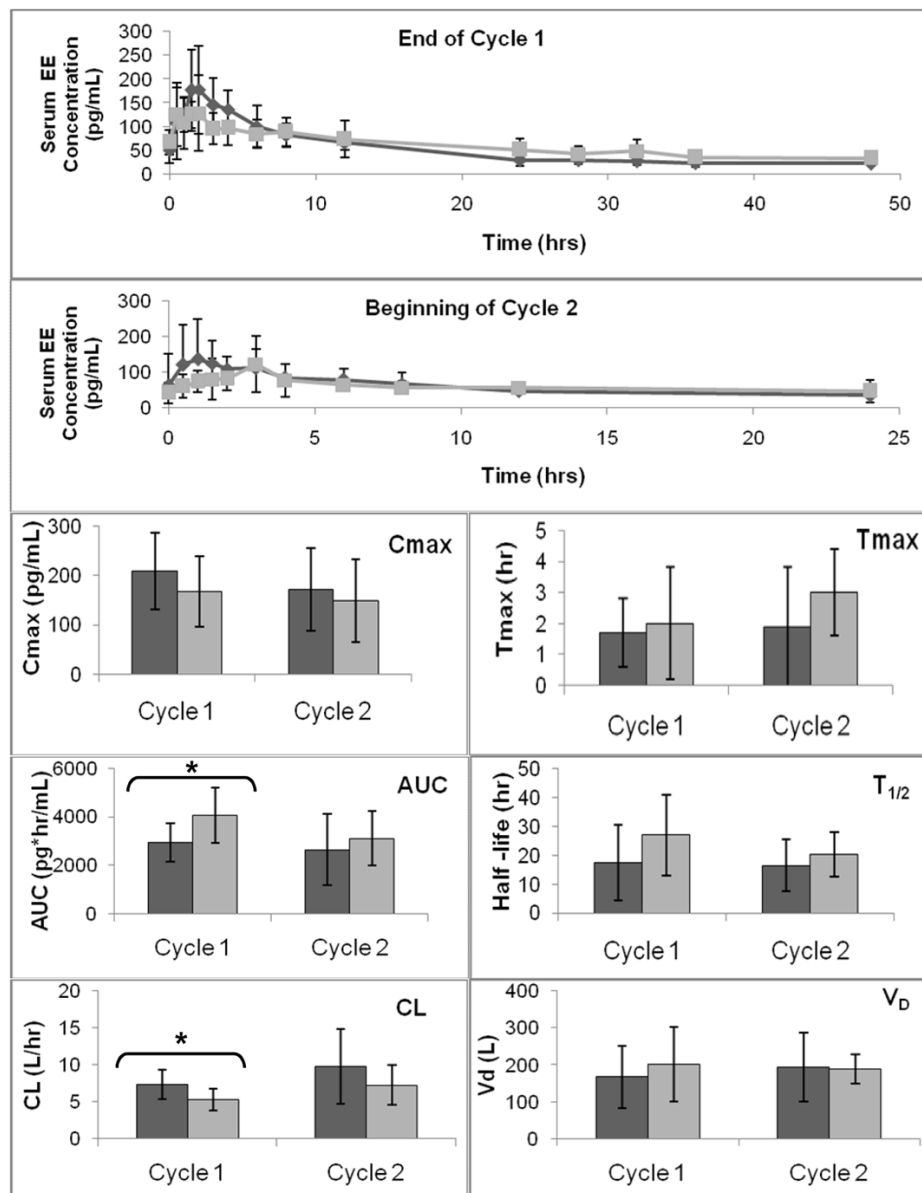 End of Cycle 1
Serum EE
Concentration
(pg/mL)
300
250
200
150
100
50
0
0 10 20 30 40 50
Time (hrs)
Beginning of Cycle 2
Serum EE
Concentration
(pg/mL)
300
200
100
0
0 5 10 15 20 25
Time (hrs)
Cmax
Cmax (pg/mL)
300
200
100
0
Cycle 1 Cycle 2
Tmax
Tmax (hr)
5
4
3
2
1
0
Cycle 1 Cycle 2
AUC
AUC (pg*hr/mL)
6000
4000
2000
0
*
Cycle 1 Cycle 2
T1/2
Half -life (hr)
50
40
30
20
10
0
Cycle 1 Cycle 2
CL
CL (L/hr)
20
15
10
5
0
*
Cycle 1 Cycle 2
VD
Vd (L)
400
300
200
100
0
Cycle 1 Cycle 2